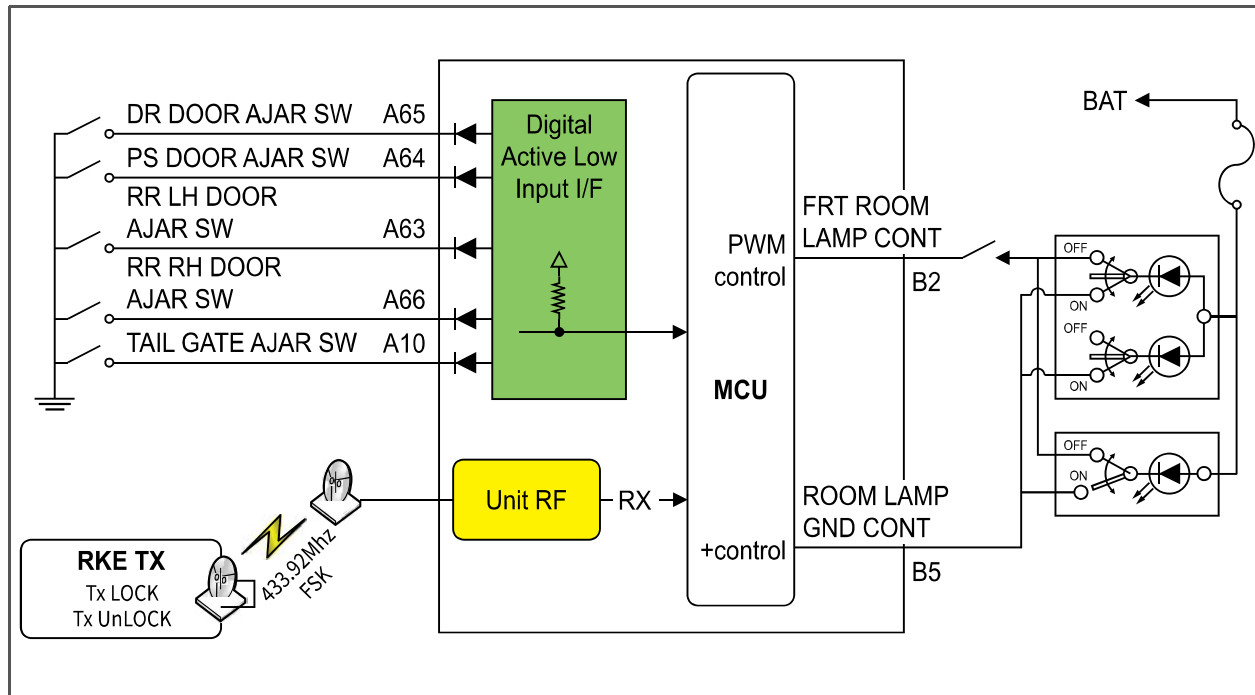 DR DOOR AJAR SW A65
PS DOOR AJAR SW A64
RR LH DOOR
AJAR SW A63
RR RH DOOR
AJAR SW A66
TAIL GATE AJAR SW A10
Digital
Active Low
Input I/F
PWM
control
MCU
+control
FRT ROOM
LAMP CONT
B2
ROOM LAMP
GND CONT
B5
BAT
OFF
ON
OFF
ON
OFF
ON
Unit RF
RX
RKE TX
Tx LOCK
Tx UnLOCK
433.92Mhz
FSK